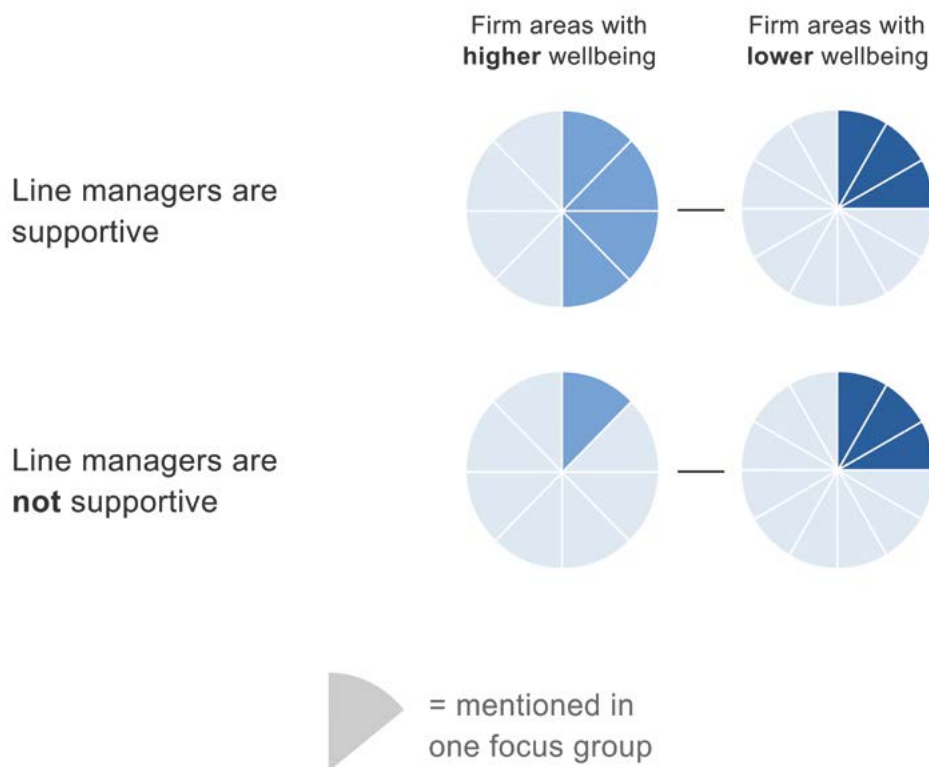 Firm areas with
higher wellbeing
Firm areas with
lower wellbeing
Line managers are
supportive
Line managers are
not supportive
= mentioned in
one focus group